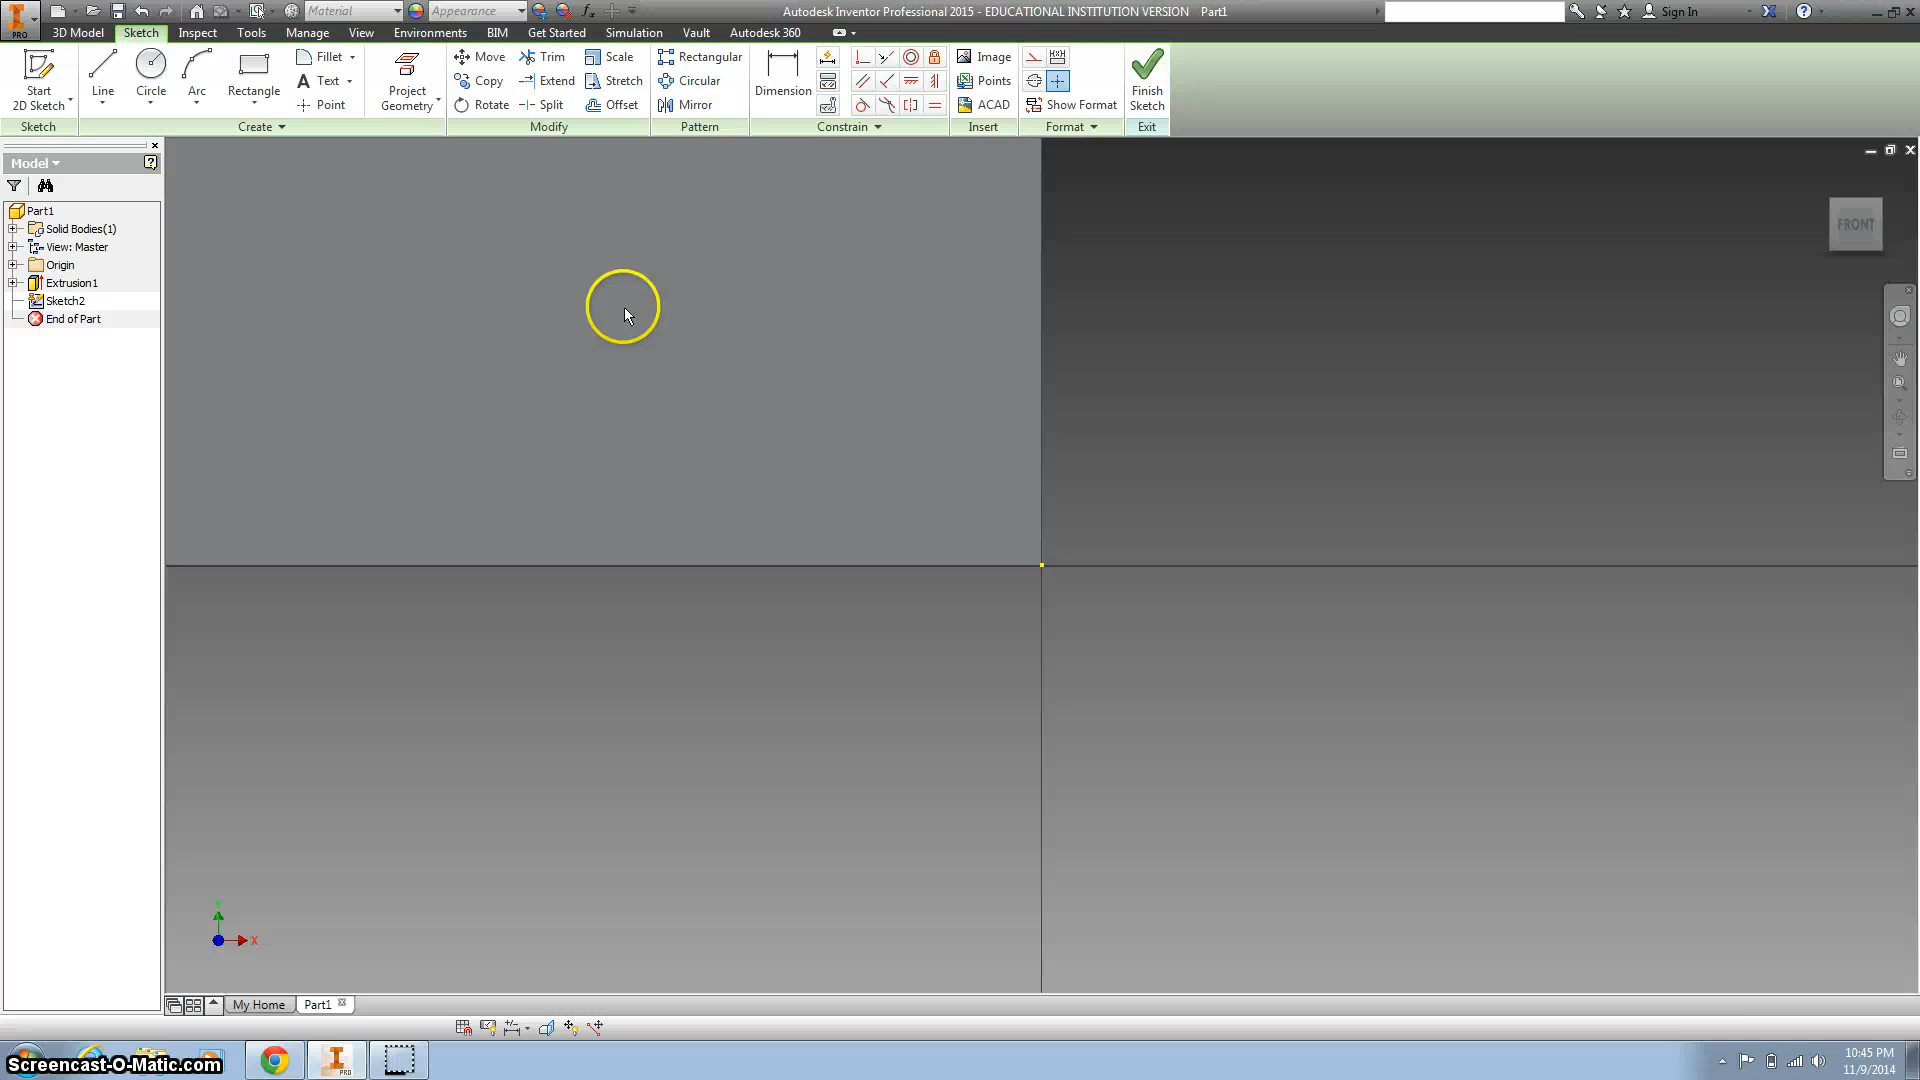 Material
Appearance
Autodesk Inventor Professional 2015 - EDUCATIONAL INSTITUTION VERSION Part1
Sign In
PRO
3D Model
Sketch
Inspect
Tools
Manage
View
Environments
BIM
Get Started
Simulation
Vault
Autodesk 360
Start
2D Sketch
Line
Circle
Arc
Rectangle
Fillet
Text
Point
Project
Geometry
Move
Copy
Rotate
Trim
Extend
Split
Scale
Stretch
Offset
Rectangular
Circular
Mirror
Dimension
Image
Points
ACAD
Show Format
Finish
Sketch
Sketch
Create
Modify
Pattern
Constrain
Insert
Format
Exit
Model
Part1
Solid Bodies(1)
View: Master
Origin
Extrusion1
Sketch2
End of Part
FRONT
Y
X
My Home
Part1
Screencast-O-Matic.com
PRO
10:45 PM
11/9/2014